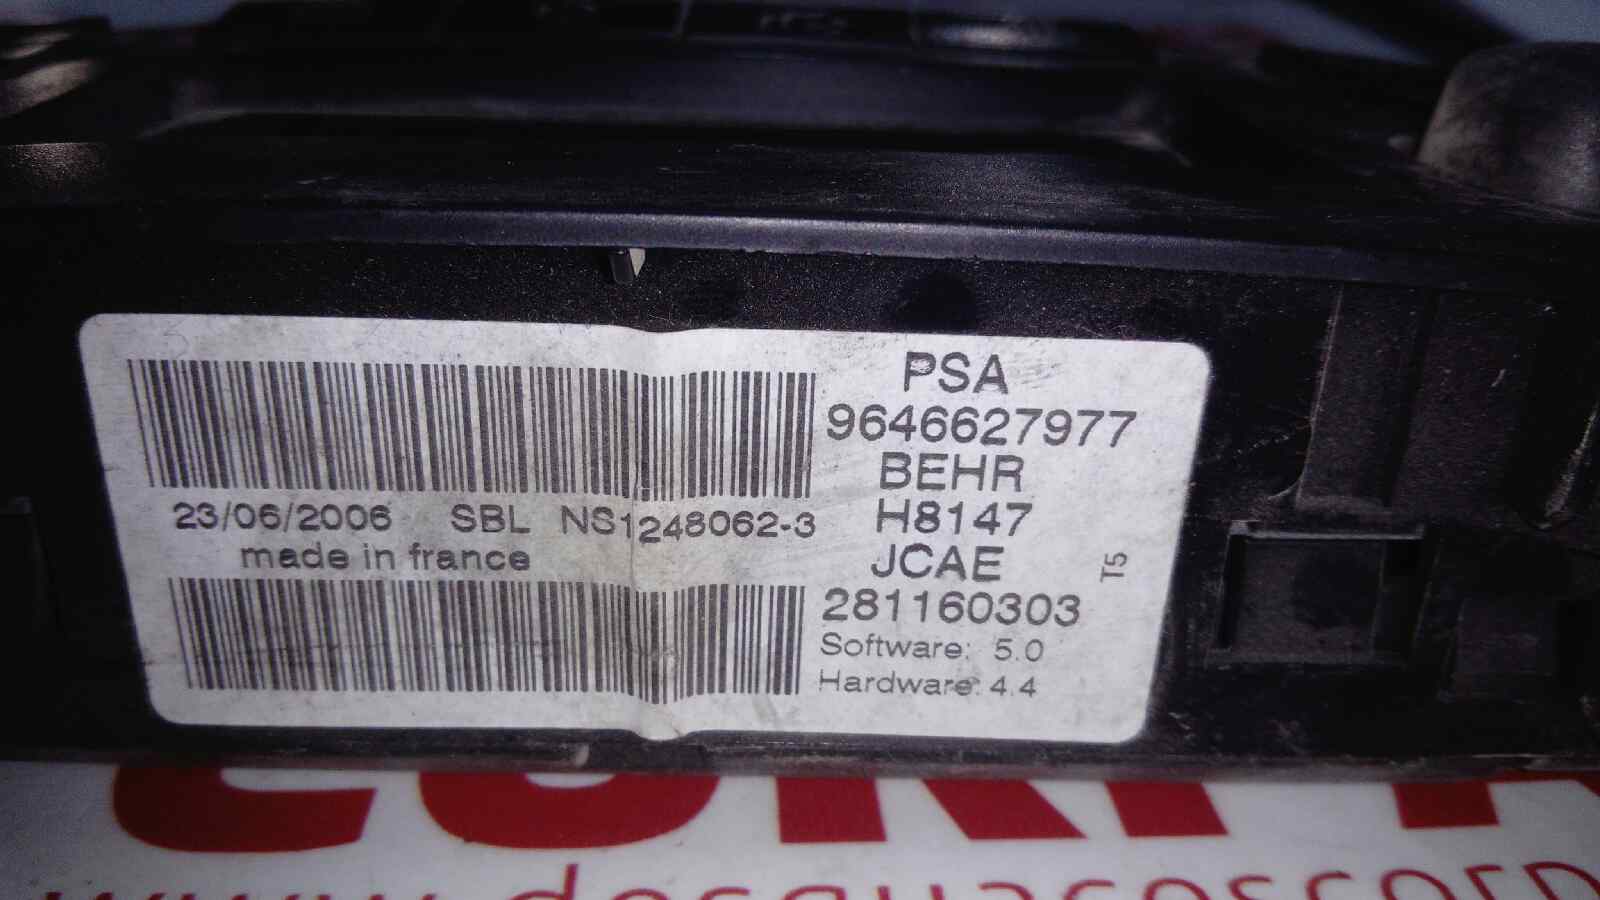 PSA
9646627977
BEHR
H8147
JCAE
281160303
Software: 5.0
Hardware: 4.4
T5
23/06/2006 SBL NS1248062-3
made in france